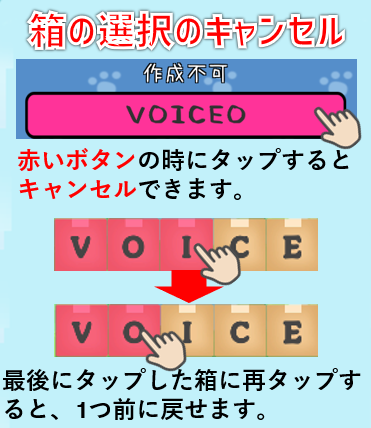 箱の選択のキャンセル
作成不可
VOICEO
赤いボタンの時にタップすると
キャンセルできます。
V O I C E
V O I C E
最後にタップした箱に再タップす
ると、1つ前に戻せます。